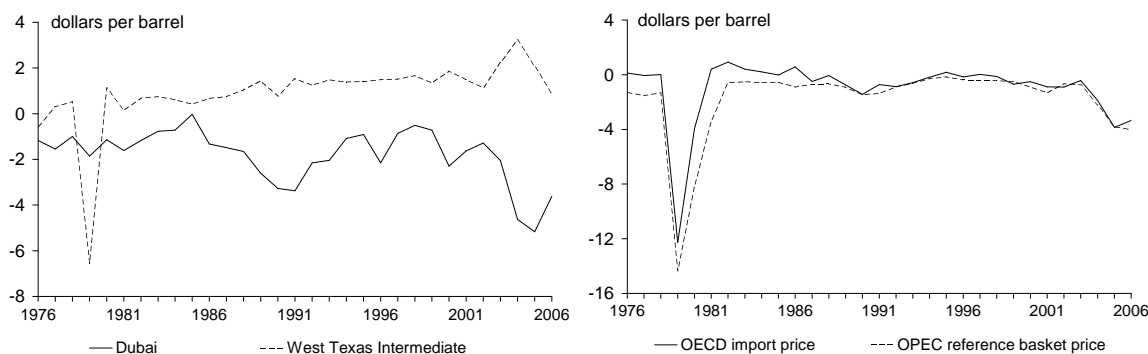 dollars per barrel
4
2
0
-2
-4
-6
-8
1976 1981 1986 1991 1996 2001 2006
Dubai West Texas Intermediate
dollars per barrel
4
0
-4
-8
-12
-16
1976 1981 1986 1991 1996 2001 2006
OECD import price OPEC reference basket price